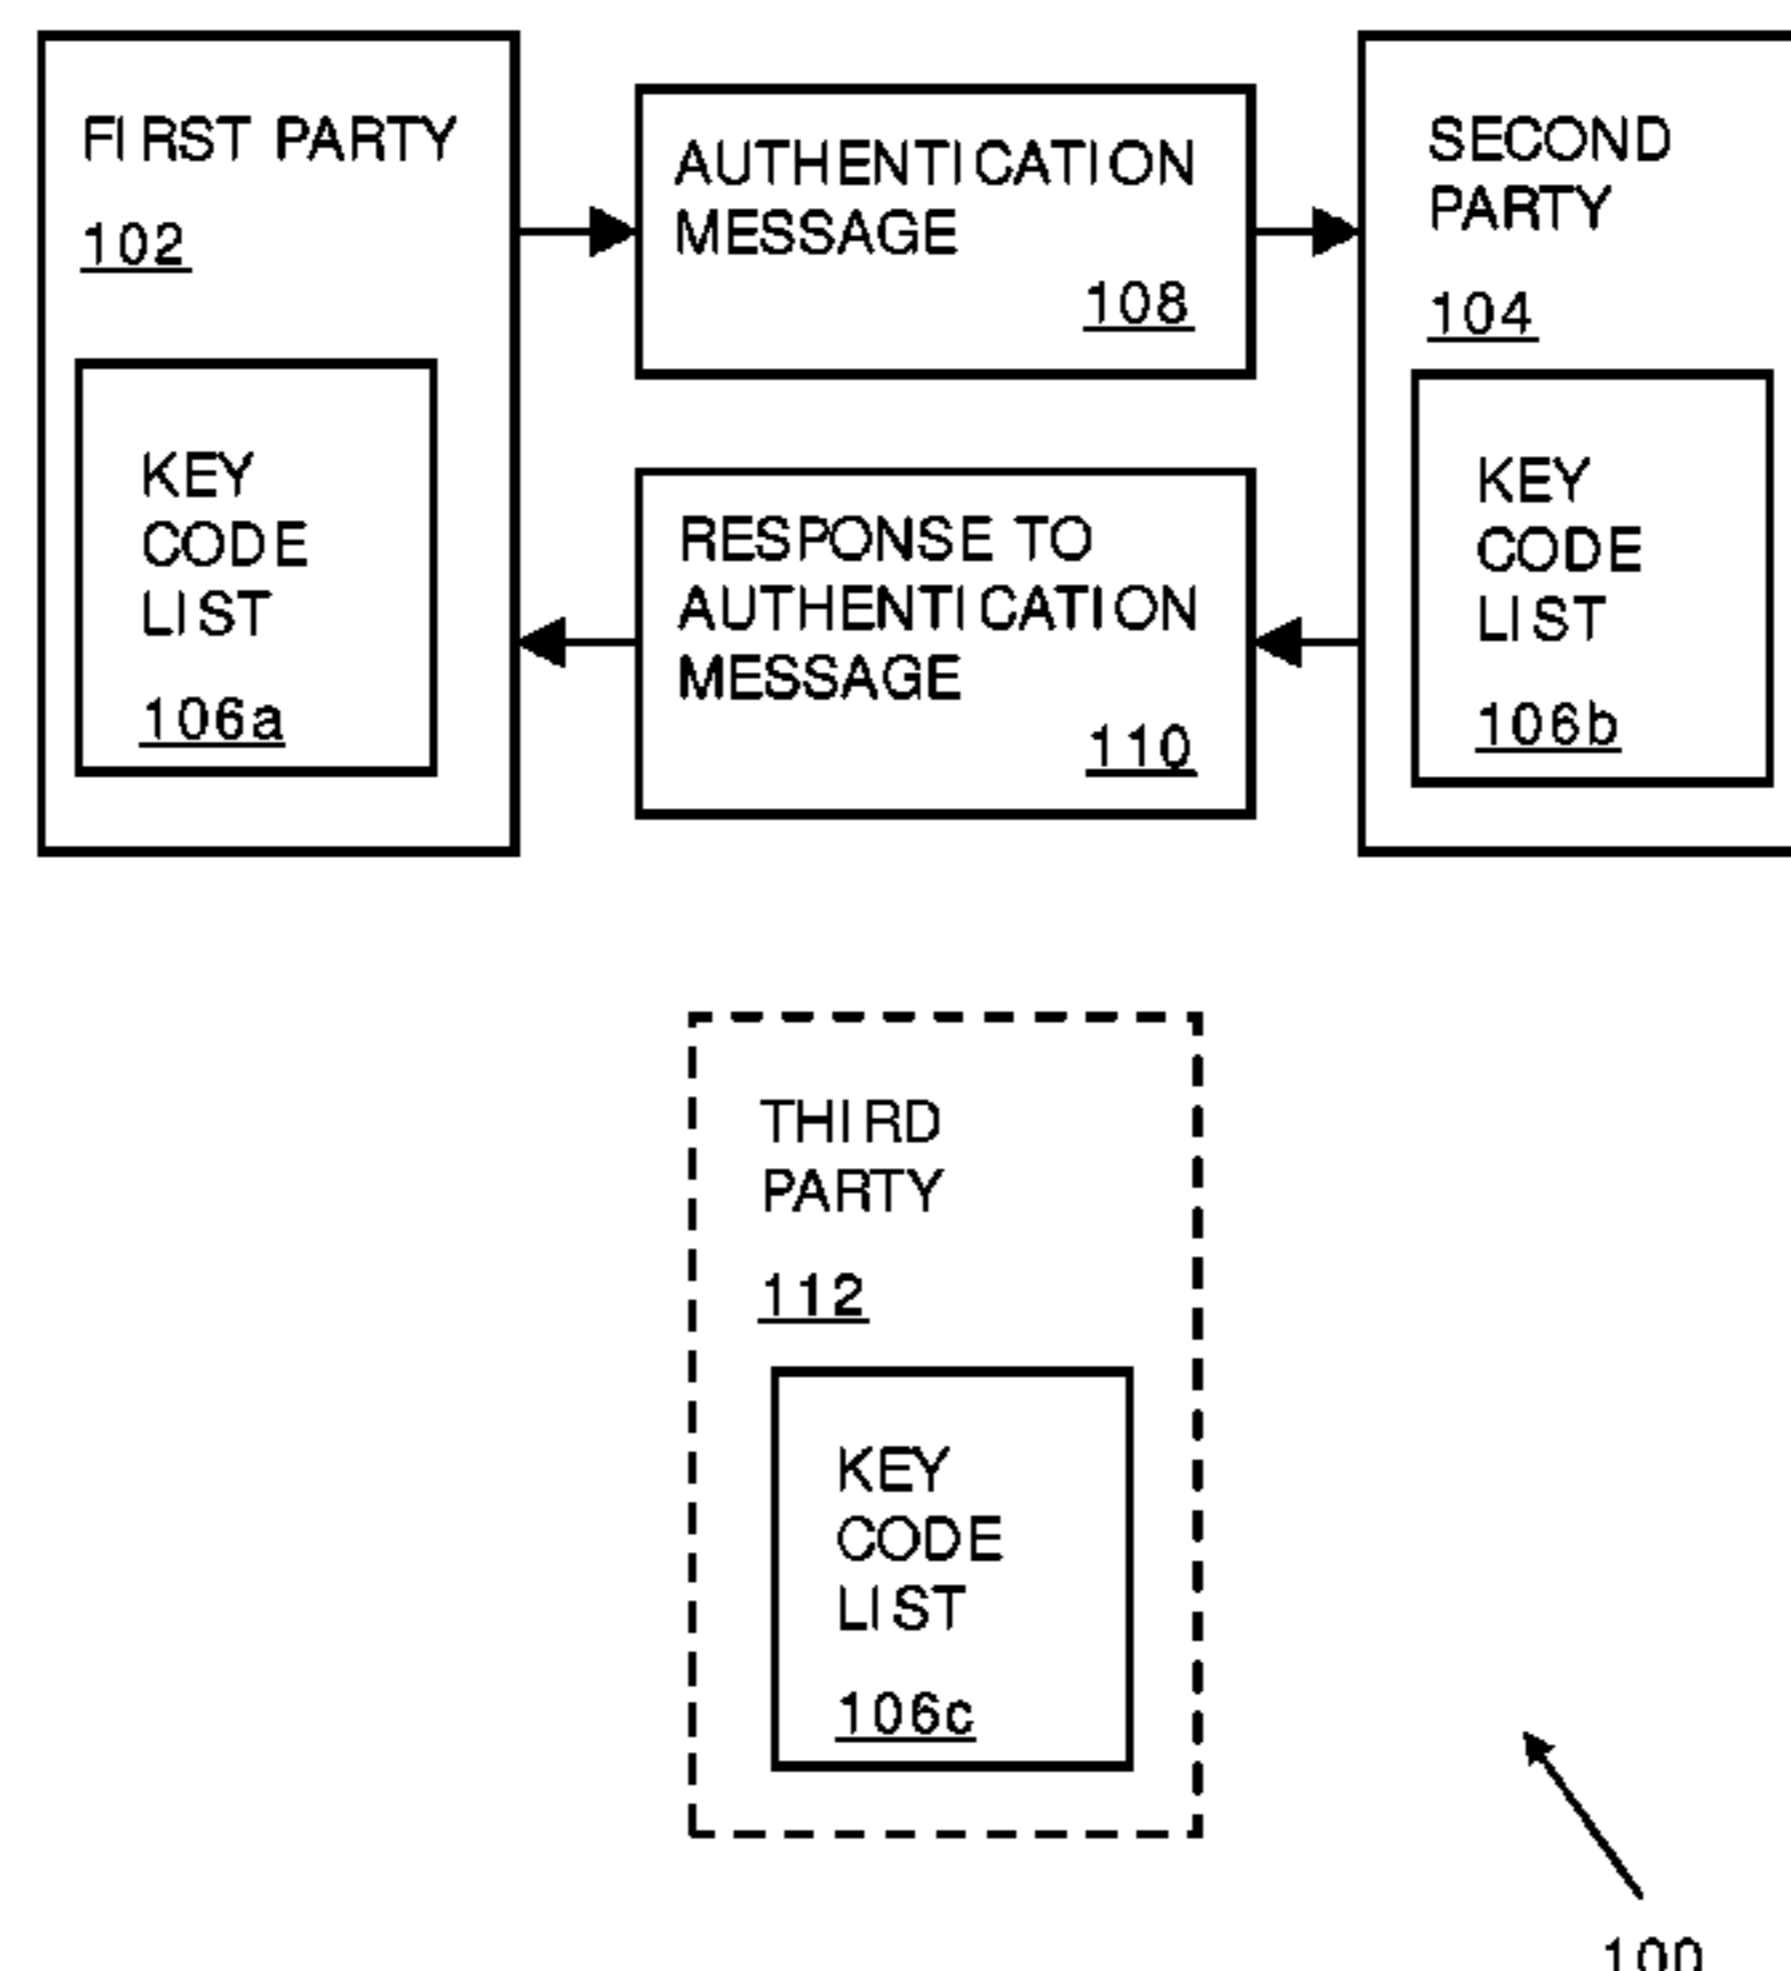 FIRST PARTY
102
KEY
CODE
LIST
106a
AUTHENTICATION
MESSAGE
108
RESPONSE TO
AUTHENTICATION
MESSAGE
110
SECOND
PARTY
104
KEY
CODE
LIST
106b
THIRD
PARTY
112
KEY
CODE
LIST
106c
100